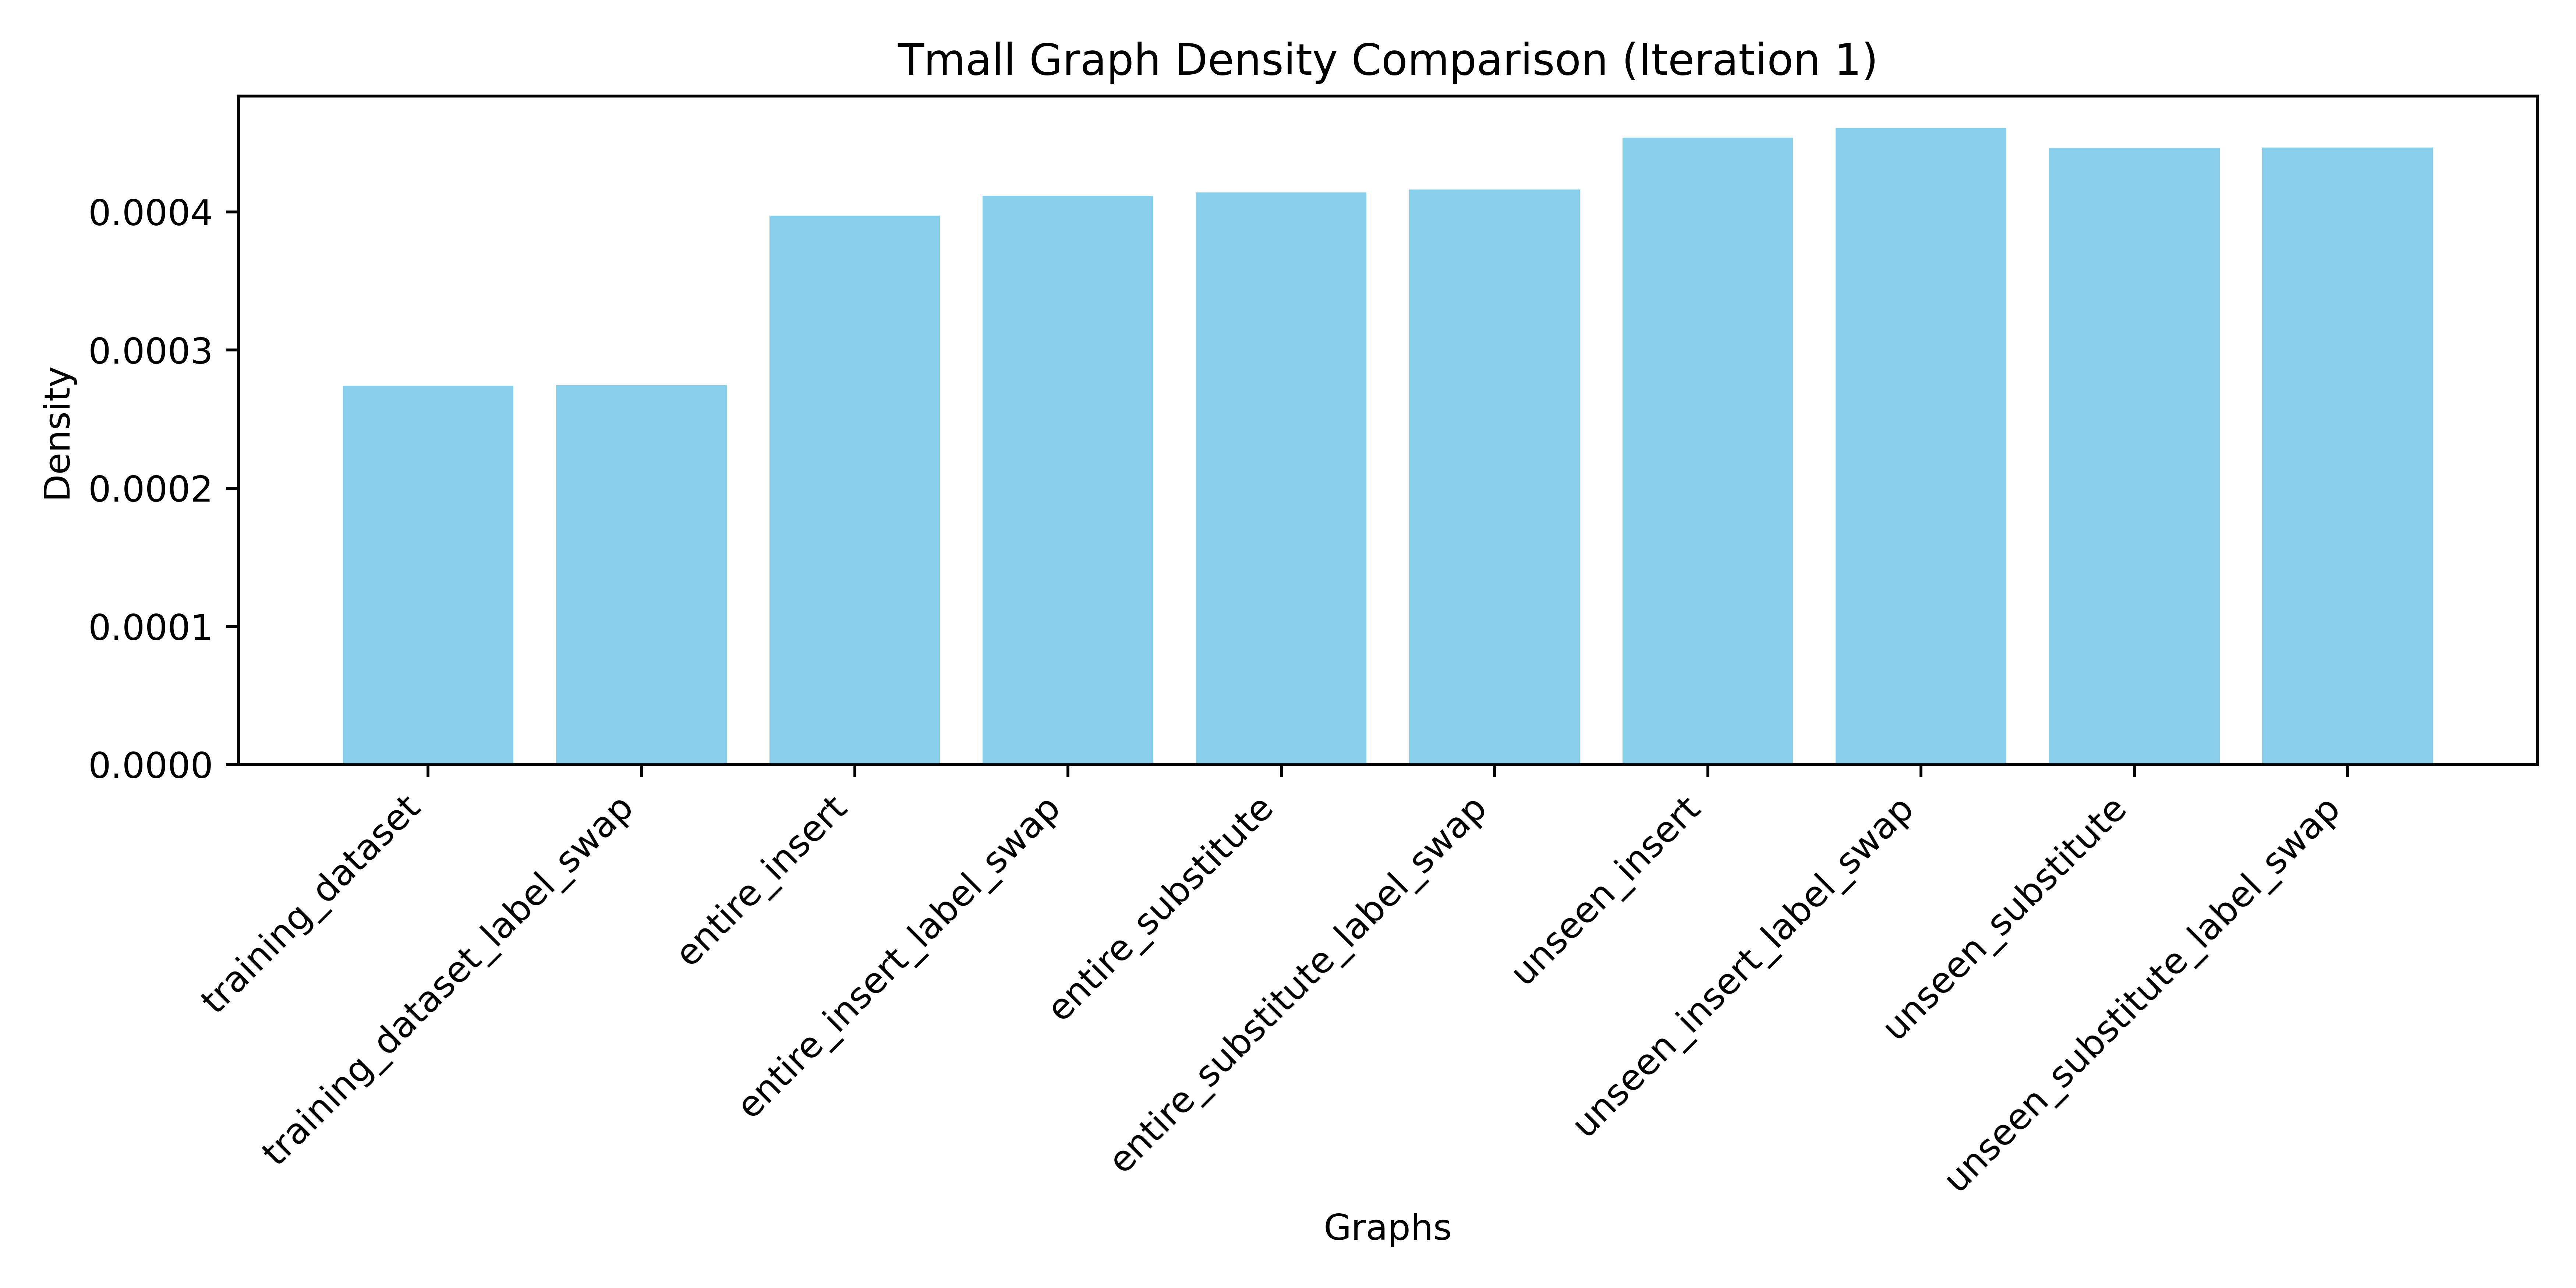 Tmall Graph Density Comparison (Iteration 1)
Density
0.0004
0.0003
0.0002
0.0001
0.0000
training_dataset
training_dataset_label_swap
entire_insert
entire_insert_label_swap
entire_substitute
entire_substitute_label_swap
unseen_insert
unseen_insert_label_swap
unseen_substitute
unseen_substitute_label_swap
Graphs